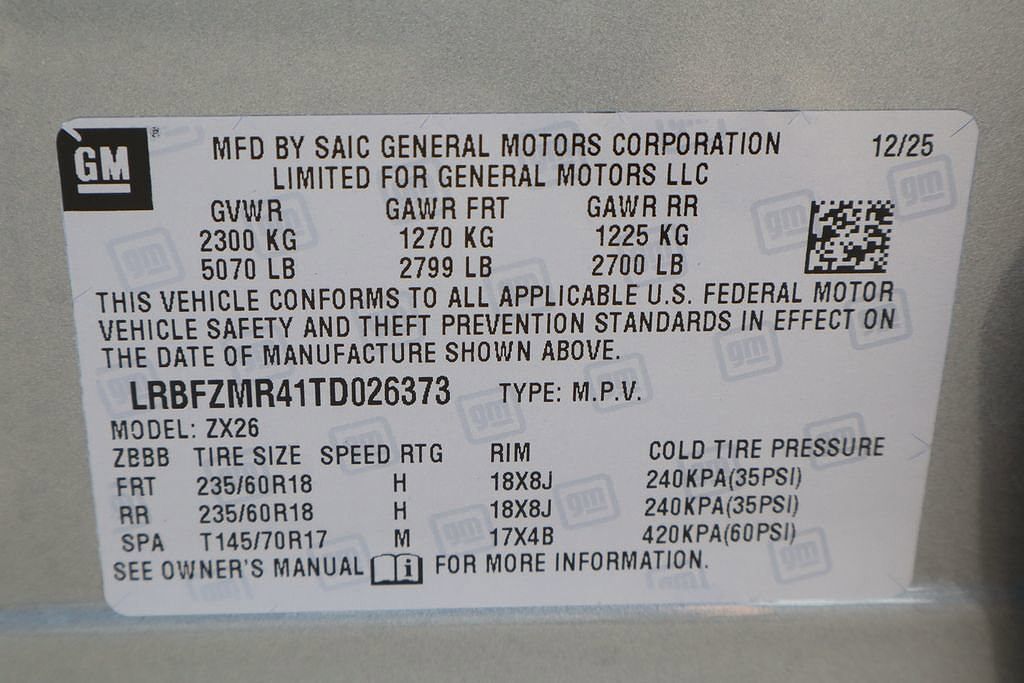 GM ®
MFD BY SAIC GENERAL MOTORS CORPORATION 12/25
LIMITED FOR GENERAL MOTORS LLC
GVWR GAWR FRT GAWR RR
2300 KG 1270 KG 1225 KG
5070 LB 2799 LB 2700 LB
THIS VEHICLE CONFORMS TO ALL APPLICABLE U.S. FEDERAL MOTOR
VEHICLE SAFETY AND THEFT PREVENTION STANDARDS IN EFFECT ON
THE DATE OF MANUFACTURE SHOWN ABOVE.
LRBFZMR41TD026373 TYPE: M.P.V.
MODEL: ZX26
ZBBB TIRE SIZE SPEED RTG RIM COLD TIRE PRESSURE
FRT 235/60R18 H 18X8J 240KPA(35PSI)
RR 235/60R18 H 18X8J 240KPA(35PSI)
SPA T145/70R17 M 17X4B 420KPA(60PSI)
SEE OWNER'S MANUAL i FOR MORE INFORMATION.